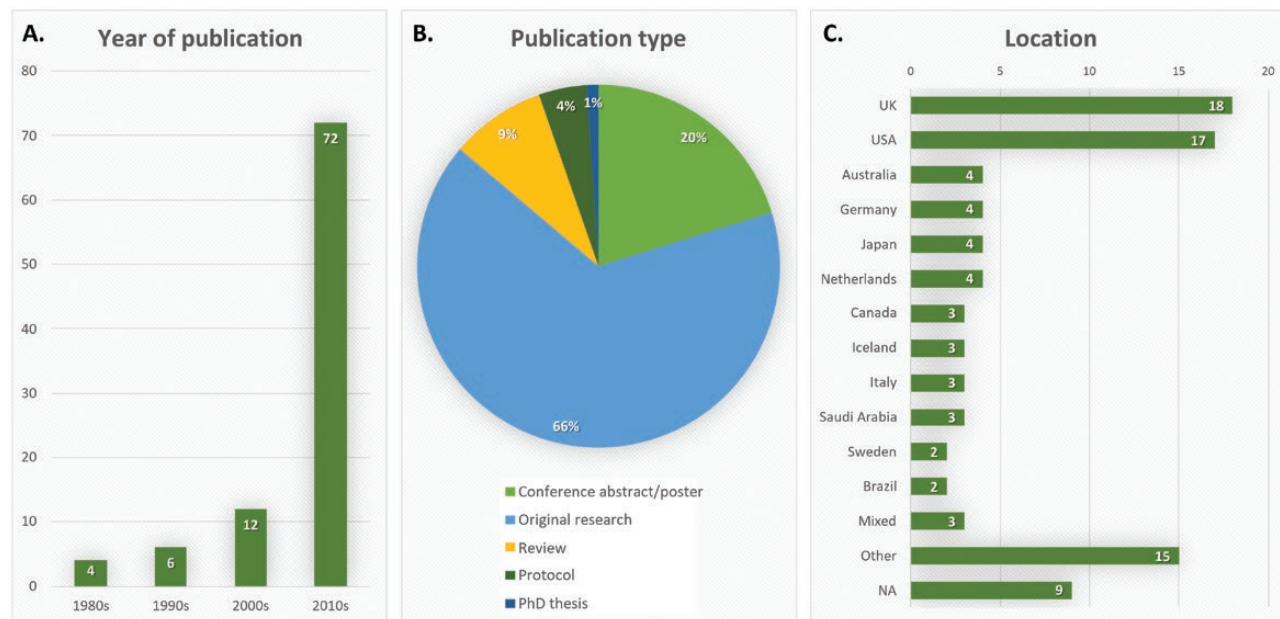 A.
Year of publication
80
70
60
50
40
30
20
10
0
4
6
12
72
1980s 1990s 2000s 2010s
B.
Publication type
20%
66%
9%
4%
1%
Conference abstract/poster
Original research
Review
Protocol
PhD thesis
C.
Location
0 5 10 15 20
UK 18
USA 17
Australia 4
Germany 4
Japan 4
Netherlands 4
Canada 3
Iceland 3
Italy 3
Saudi Arabia 3
Sweden 2
Brazil 2
Mixed 3
Other 15
NA 9